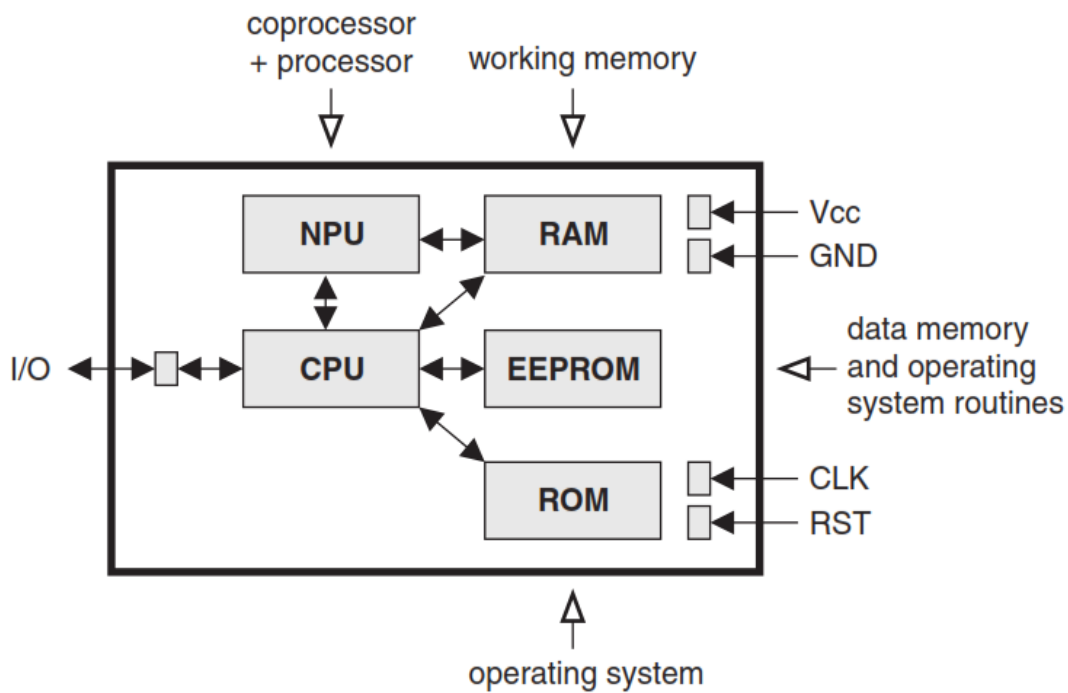 coprocessor
+ processor
working memory
NPU
RAM
Vcc
GND
I/O
CPU
EEPROM
data memory
and operating
system routines
ROM
CLK
RST
operating system